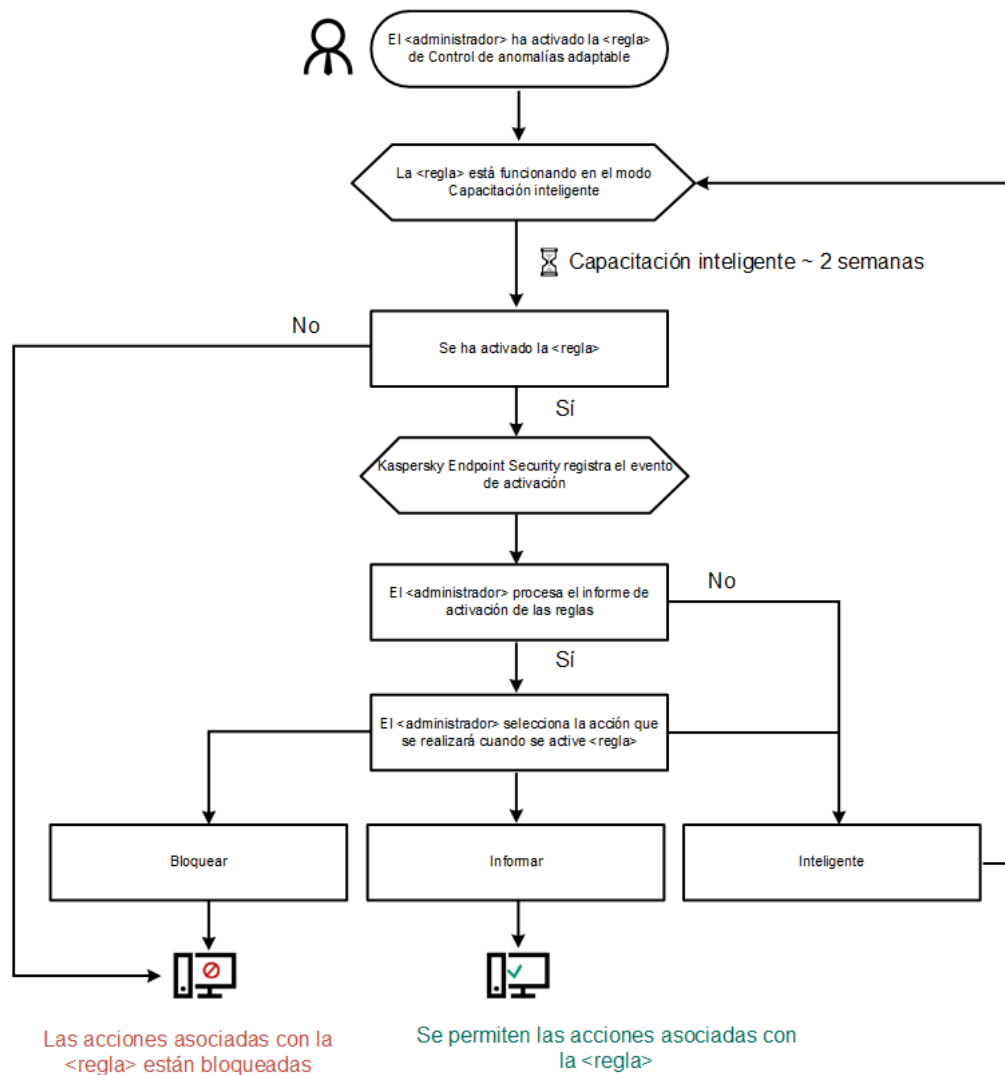 El <administrador> ha activado la <regla>
de Control de anomalías adaptable
La <regla> está funcionando en el modo
Capacitación inteligente
Capacitación inteligente ~ 2 semanas
No
Se ha activado la <regla>
Sí
Kaspersky Endpoint Security registra el evento
de activación
El <administrador> procesa el informe de
activación de las reglas
No
Sí
El <administrador> selecciona la acción que
se realizará cuando se active <regla>
Bloquear
Informar
Inteligente
Las acciones asociadas con la
<regla> están bloqueadas
Se permiten las acciones asociadas con
la <regla>